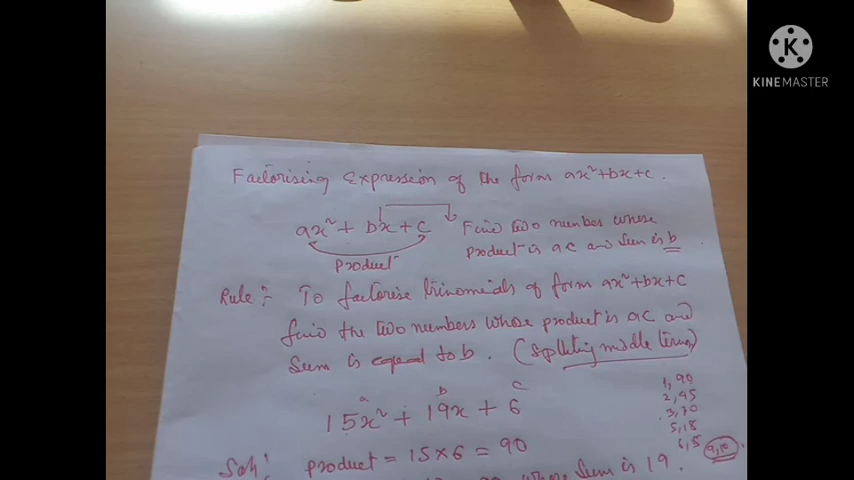 K
KINEMASTER
Factorising Expression of the form ax²+bx+c.
ax² + bx + c
Find two number whose
product is ac and sum is b
product
Rule: To factorise trinomials of form ax²+bx+c
find the two numbers whose product is ac and
sum is equal to b. (splitting middle term)
a b c
15x² + 19x + 6
1, 90
2, 45
3, 30
5, 18
6, 15
9, 10
Soln: product = 15×6 = 90
whose sum is 19.